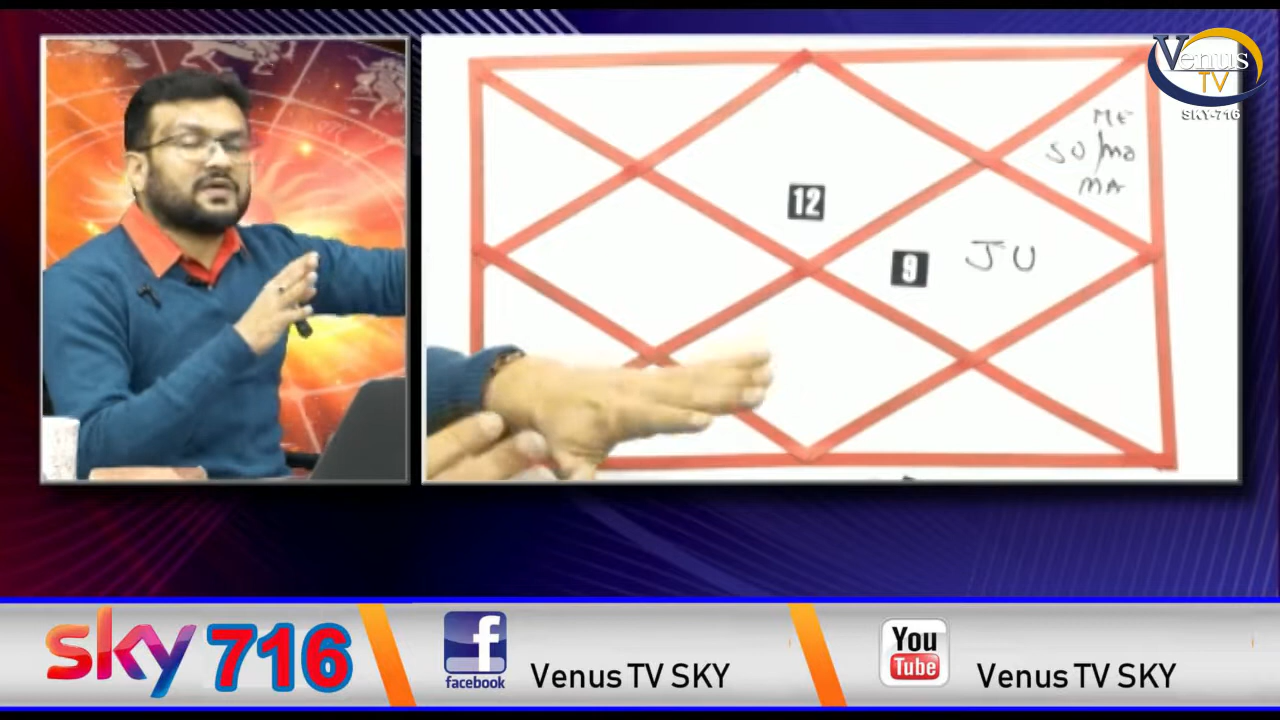 Venus
TV
SKY-716
ME
SU/MO
MA
12
9 JU
sky 716
facebook
Venus TV SKY
You
Tube
Venus TV SKY